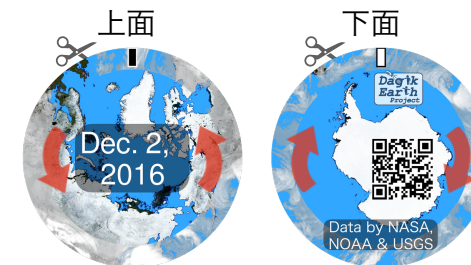 上面
下面
Dagik
Earth
Project
Dec. 2,
2016
Data by NASA,
NOAA & USGS